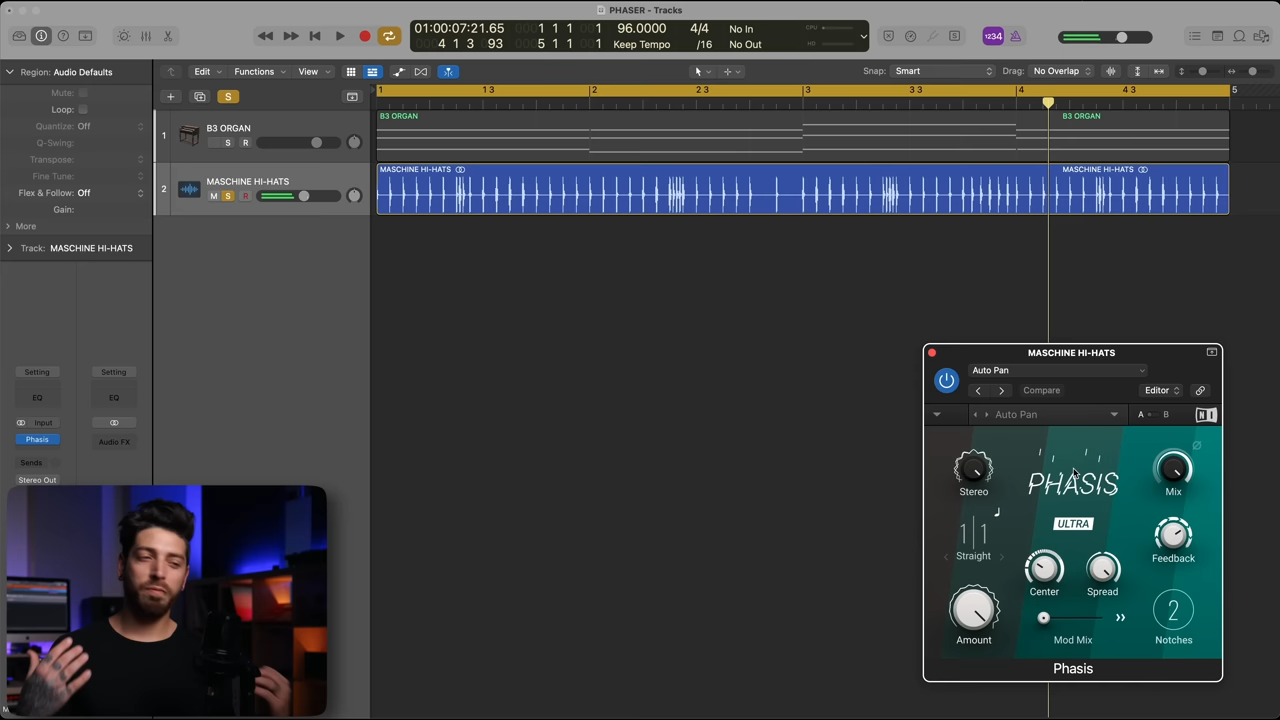 PHASER - Tracks
01:00:07:21.65
4 1 3 93
1 1 1 1
5 1 1 1
96.0000
Keep Tempo
4/4
/16
No In
No Out
CPU
HD
1234
Region: Audio Defaults
Edit
Functions
View
Snap: Smart
Drag: No Overlap
Mute:
Loop:
Quantize: Off
Q-Swing:
Transpose:
Fine Tune:
Flex & Follow: Off
Gain:
More
Track: MASCHINE HI-HATS
S
1 1 3 2 2 3 3 3 3 4 4 3 5
1
B3 ORGAN
S R
B3 ORGAN
B3 ORGAN
2
MASCHINE HI-HATS
M S R
MASCHINE HI-HATS
MASCHINE HI-HATS
Setting
Setting
EQ
EQ
Input
Phasis
Audio FX
Sends
Stereo Out
MASCHINE HI-HATS
Auto Pan
Compare
Editor
Auto Pan
A B
NI
PHASIS
ULTRA
Stereo
Mix
1|1
Straight
Feedback
Center
Spread
Amount
Mod Mix
2
Notches
Phasis